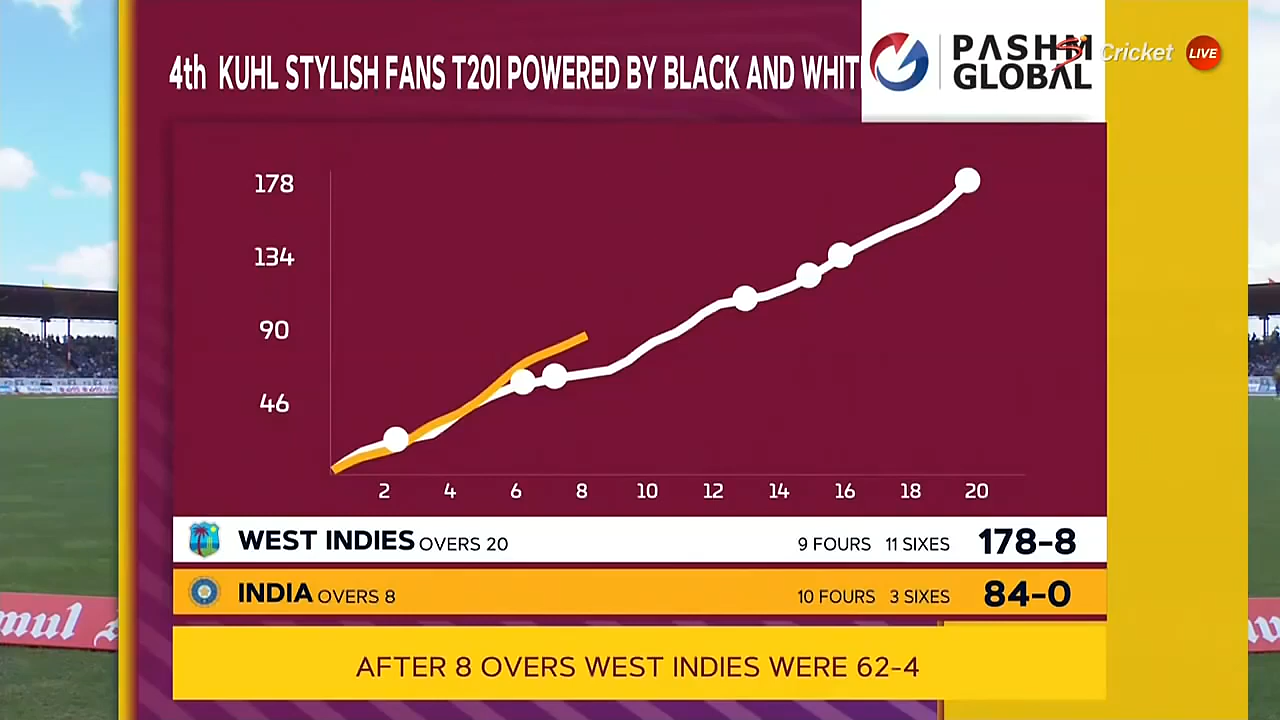 4th KUHL STYLISH FANS T20I POWERED BY BLACK AND WHIT
PASHM
GLOBAL
Cricket LIVE
178
134
90
46
2 4 6 8 10 12 14 16 18 20
WEST INDIES OVERS 20 9 FOURS 11 SIXES 178-8
INDIA OVERS 8 10 FOURS 3 SIXES 84-0
AFTER 8 OVERS WEST INDIES WERE 62-4
mul